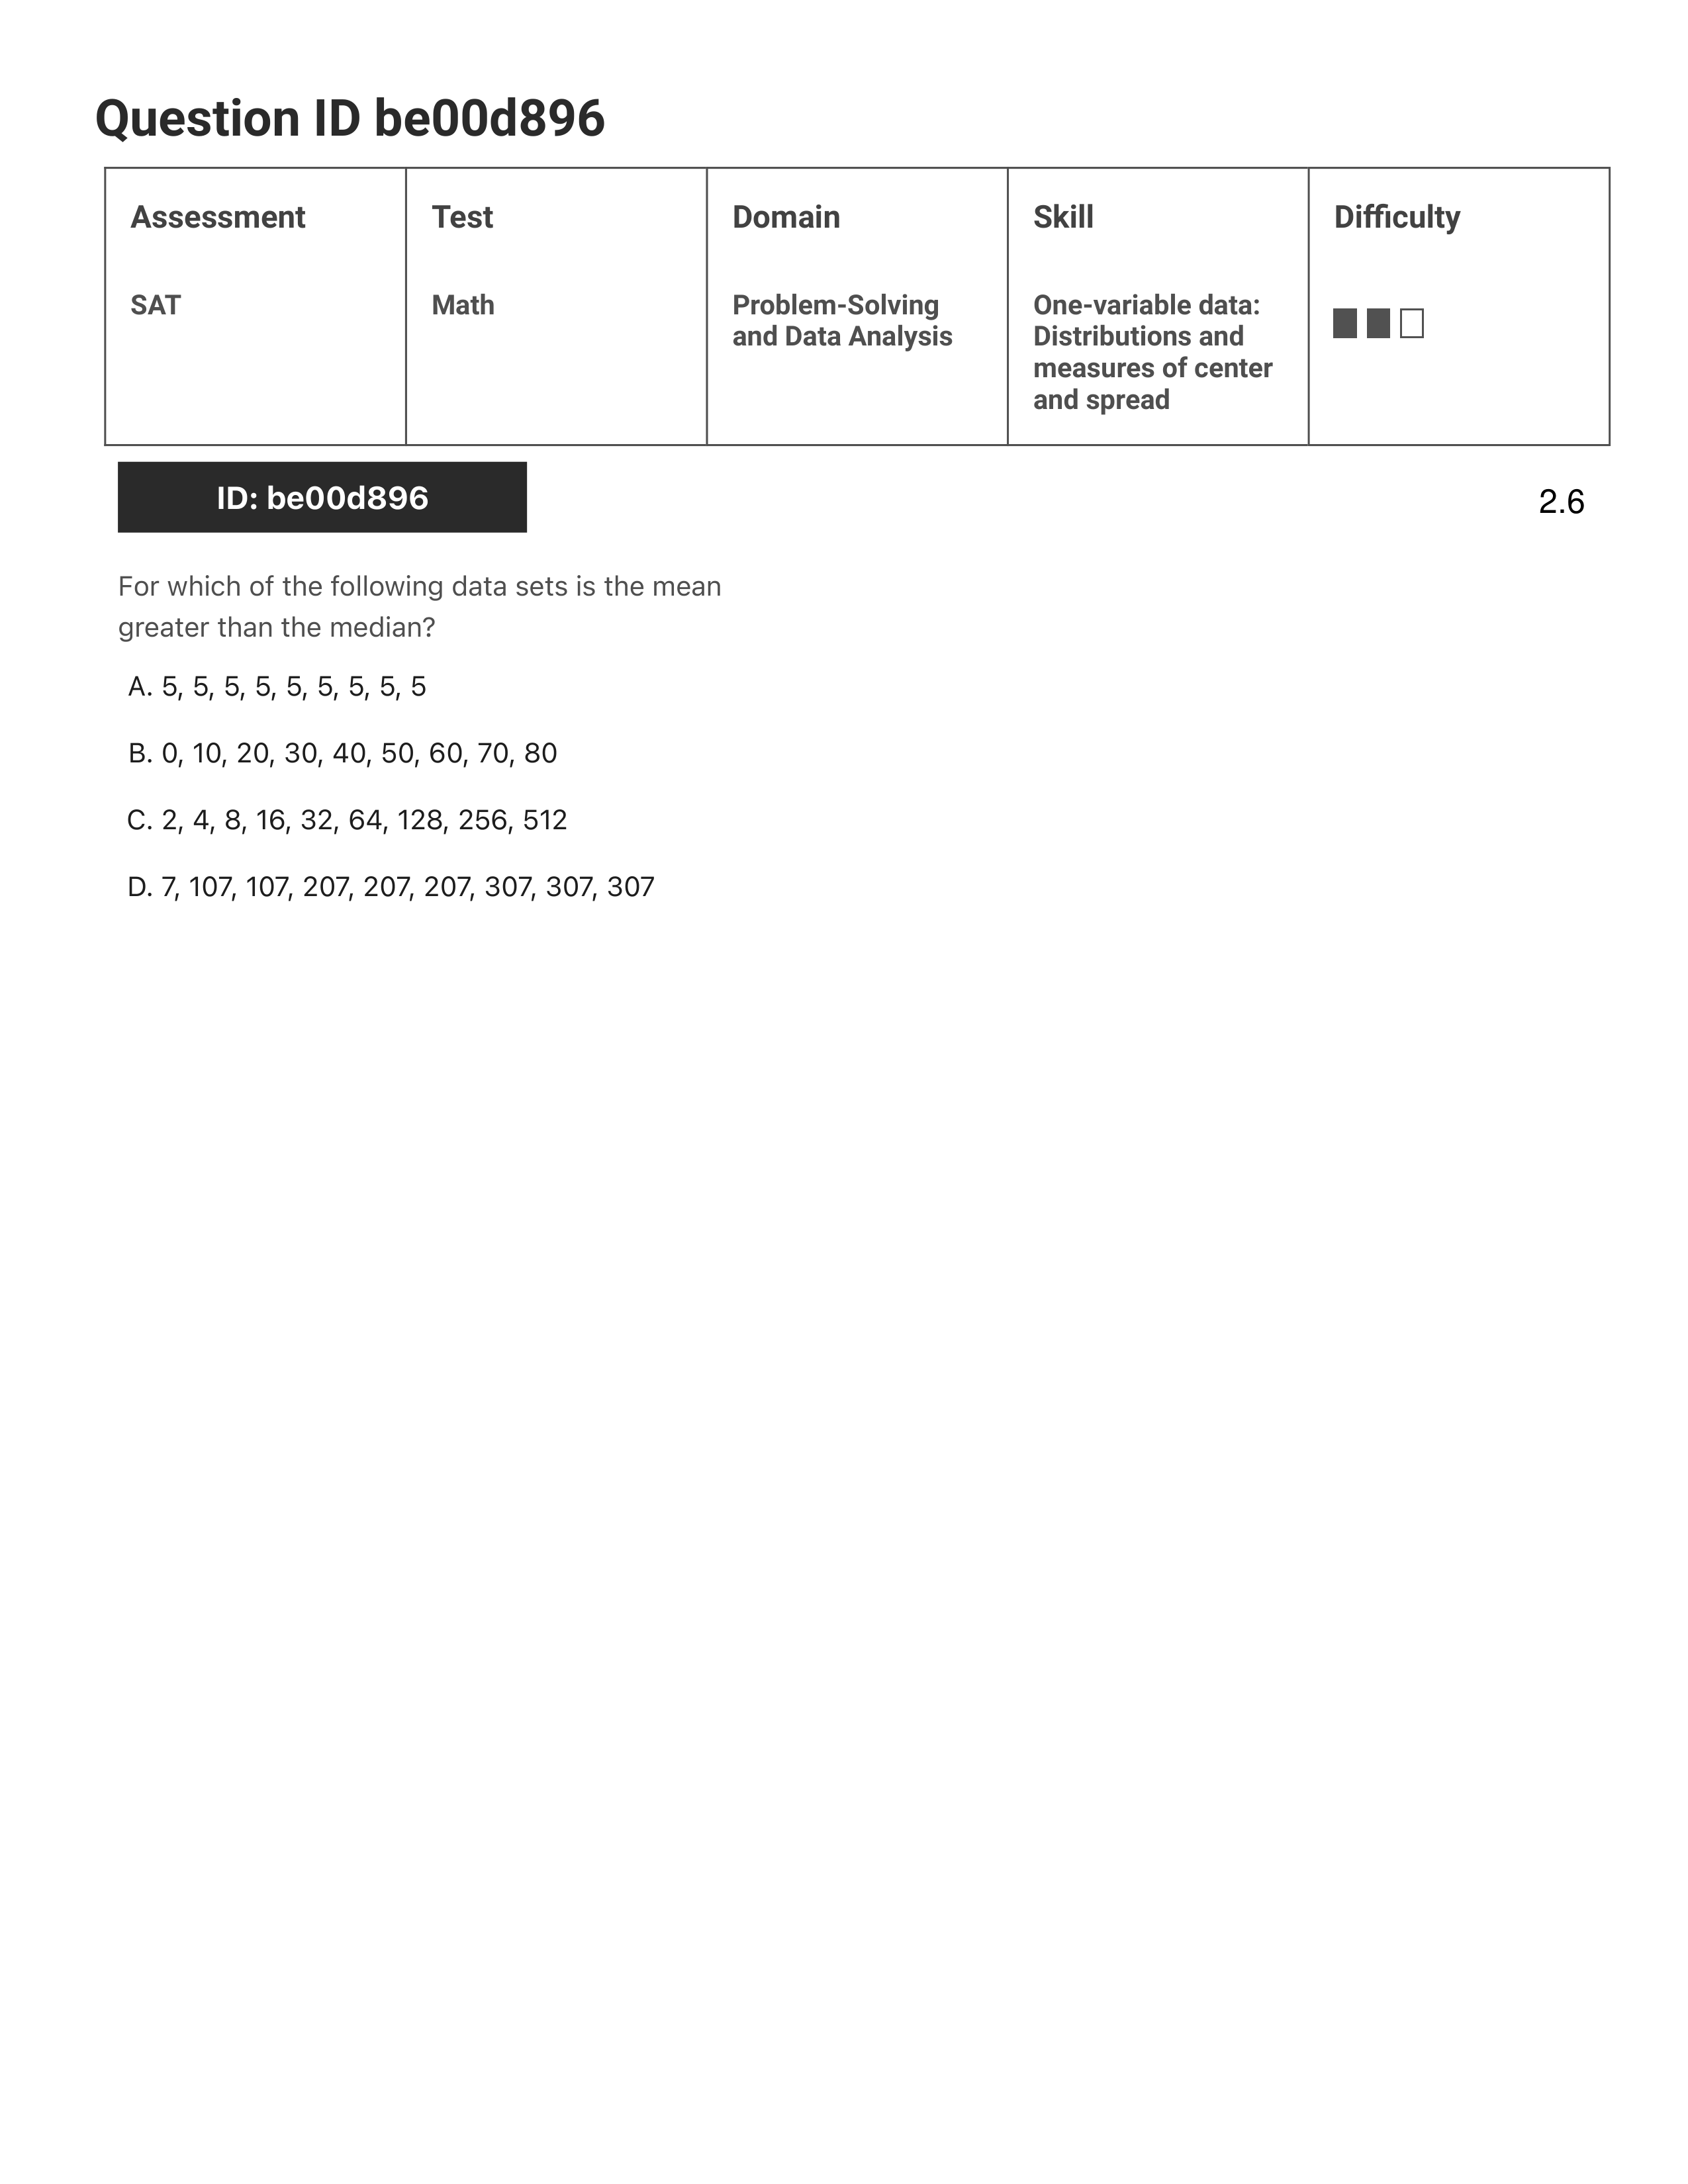 Question ID be00d896
Assessment
SAT
Test
Math
Domain
Problem-Solving
and Data Analysis
Skill
One-variable data:
Distributions and
measures of center
and spread
Difficulty
ID: be00d896
2.6
For which of the following data sets is the mean
greater than the median?
A. 5, 5, 5, 5, 5, 5, 5, 5, 5
B. 0, 10, 20, 30, 40, 50, 60, 70, 80
C. 2, 4, 8, 16, 32, 64, 128, 256, 512
D. 7, 107, 107, 207, 207, 207, 307, 307, 307